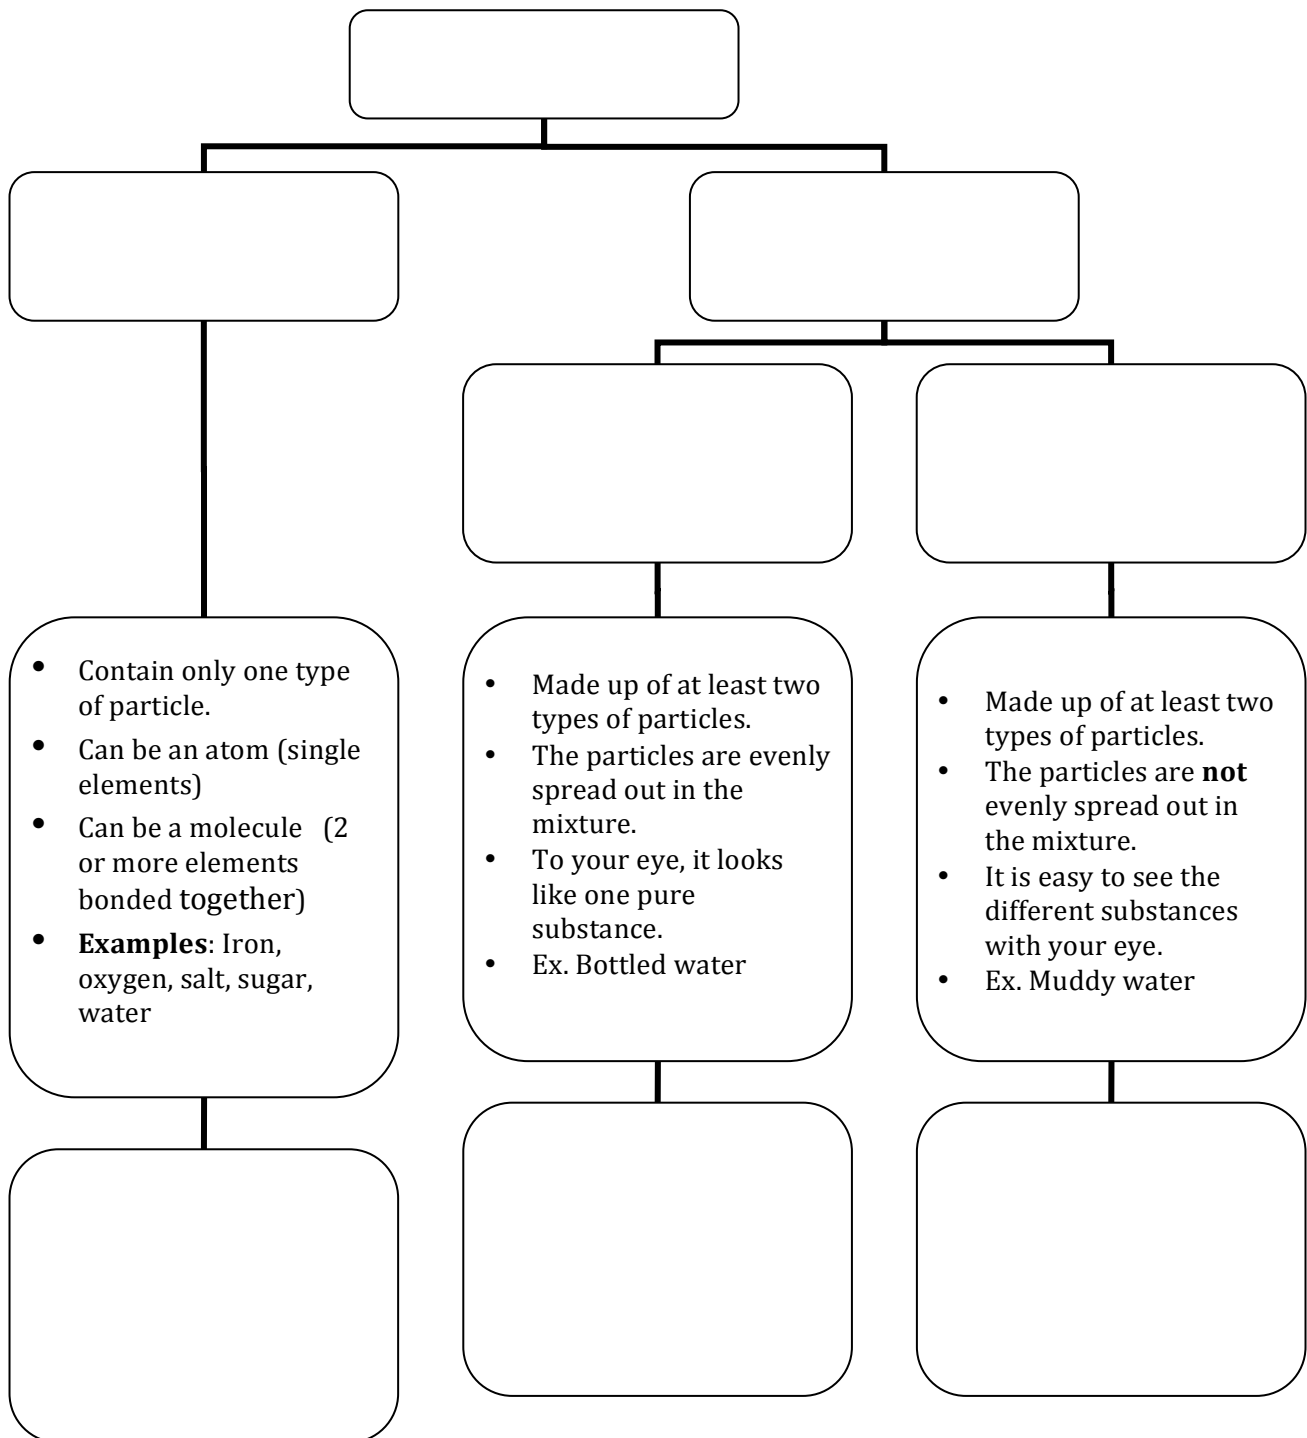 • Contain only one type
of particle.
• Can be an atom (single
elements)
• Can be a molecule (2
or more elements
bonded together)
• Examples: Iron,
oxygen, salt, sugar,
water
• Made up of at least two
types of particles.
• The particles are evenly
spread out in the
mixture.
• To your eye, it looks
like one pure
substance.
• Ex. Bottled water
• Made up of at least two
types of particles.
• The particles are not
evenly spread out in
the mixture.
• It is easy to see the
different substances
with your eye.
• Ex. Muddy water